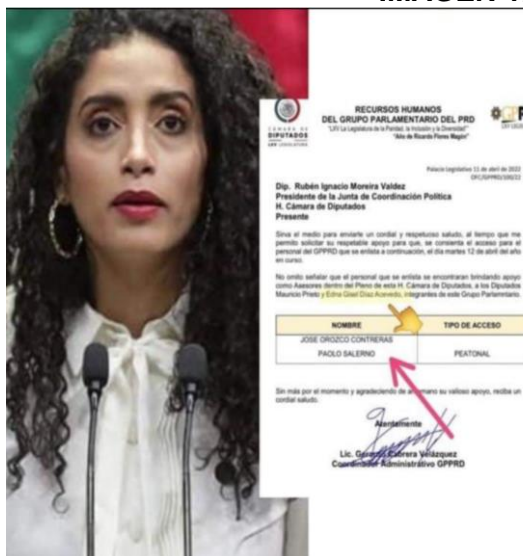 RECURSOS HUMANOS
DEL GRUPO PARLAMENTARIO DEL PRD
"LXV La Legislatura de la Paridad, la Inclusión y la Diversidad"
"Año de Ricardo Flores Magón"
CÁMARA DE
DIPUTADOS
Palacio Legislativo 11 de abril de 2022
Dip. Rubén Ignacio Moreira Valdez
Presidente de la Junta de Coordinación Política
H. Cámara de Diputados
Presente
Sirva el medio para enviarle un cordial y respetuoso saludo, al tiempo que me
permito solicitar su respetable apoyo para que, se consienta el acceso para el
personal del GPPRD que se enlista a continuación, el día martes 12 de abril del año
en curso.
No omito señalar que el personal que se enlista se encontraran brindando apoyo
como Asesores dentro del Pleno de esta H. Cámara de Diputados, a los Diputados
Mauricio Prieto y Edna Gisel Díaz Acevedo, integrantes de este Grupo Parlamentario.
NOMBRE TIPO DE ACCESO
JOSE OROZCO CONTRERAS
PAOLO SALERNO PEATONAL
Sin más por el momento y agradeciendo de su valioso apoyo, reciba un
cordial saludo.
Atentamente
Lic. Cabrera Velázquez
Coordinador Administrativo GPPRD